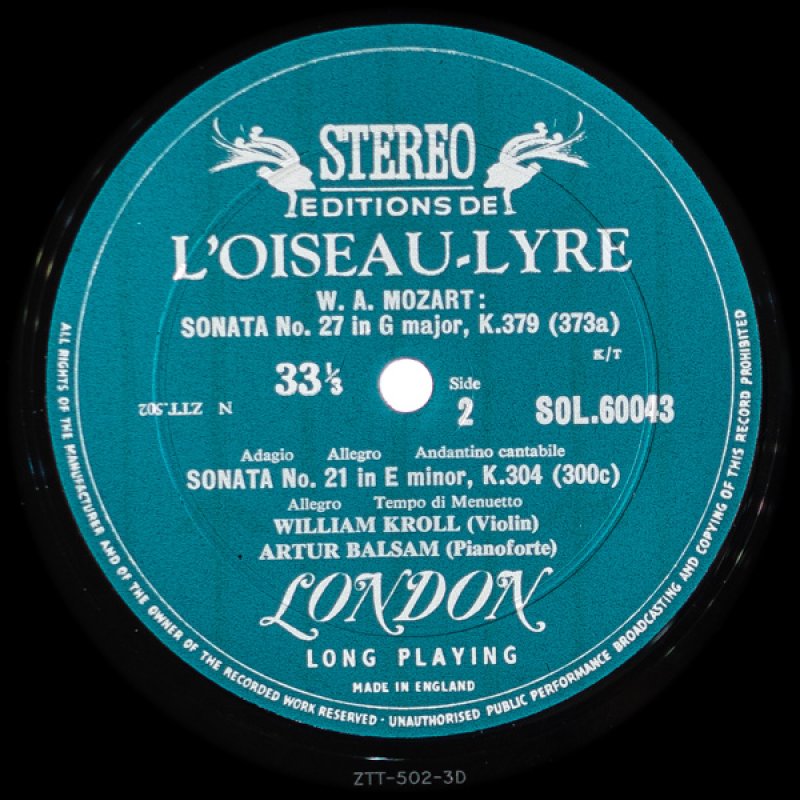 STEREO
EDITIONS DE
L'OISEAU-LYRE
W. A. MOZART:
SONATA No. 27 in G major, K.379 (373a)
K/T
33⅓
Side
2
SOL.60043
N ZTT.502
Adagio Allegro Andantino cantabile
SONATA No. 21 in E minor, K.304 (300c)
Allegro Tempo di Menuetto
WILLIAM KROLL (Violin)
ARTUR BALSAM (Pianoforte)
LONDON
LONG PLAYING
MADE IN ENGLAND
ALL RIGHTS OF THE MANUFACTURER AND OF THE OWNER OF THE RECORDED WORK RESERVED · UNAUTHORISED PUBLIC PERFORMANCE BROADCASTING AND COPYING OF THIS RECORD PROHIBITED
ZTT-502-3D